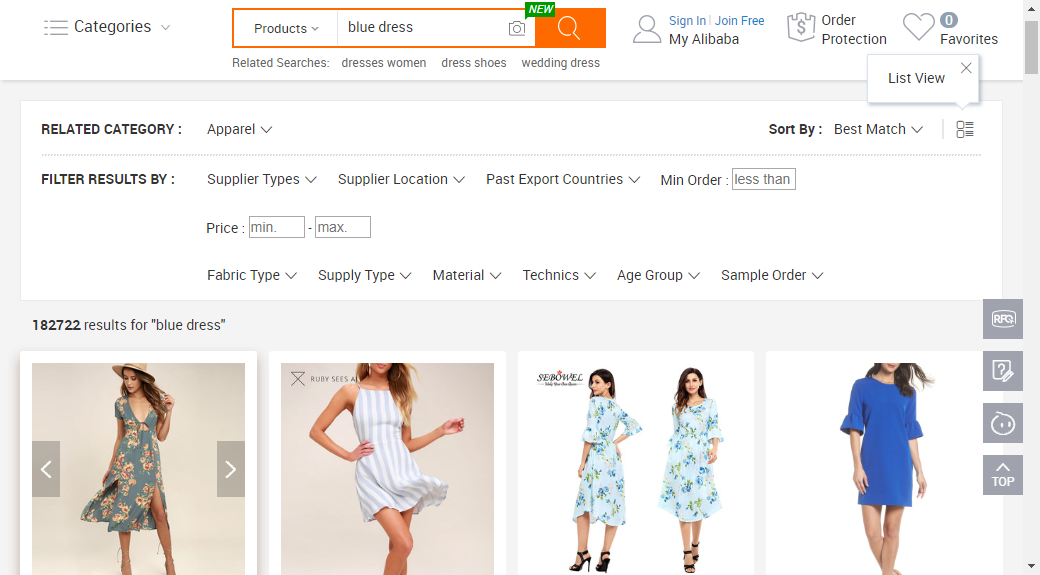 Categories
Products
blue dress
NEW
Sign In | Join Free
My Alibaba
Order
Protection
0
Favorites
Related Searches: dresses women dress shoes wedding dress
List View
RELATED CATEGORY : Apparel
Sort By : Best Match
FILTER RESULTS BY : Supplier Types Supplier Location Past Export Countries Min Order : less than
Price : min. - max.
Fabric Type Supply Type Material Technics Age Group Sample Order
182722 results for "blue dress"
RFQ
TOP
RUBY SEES A
SEBOWEL